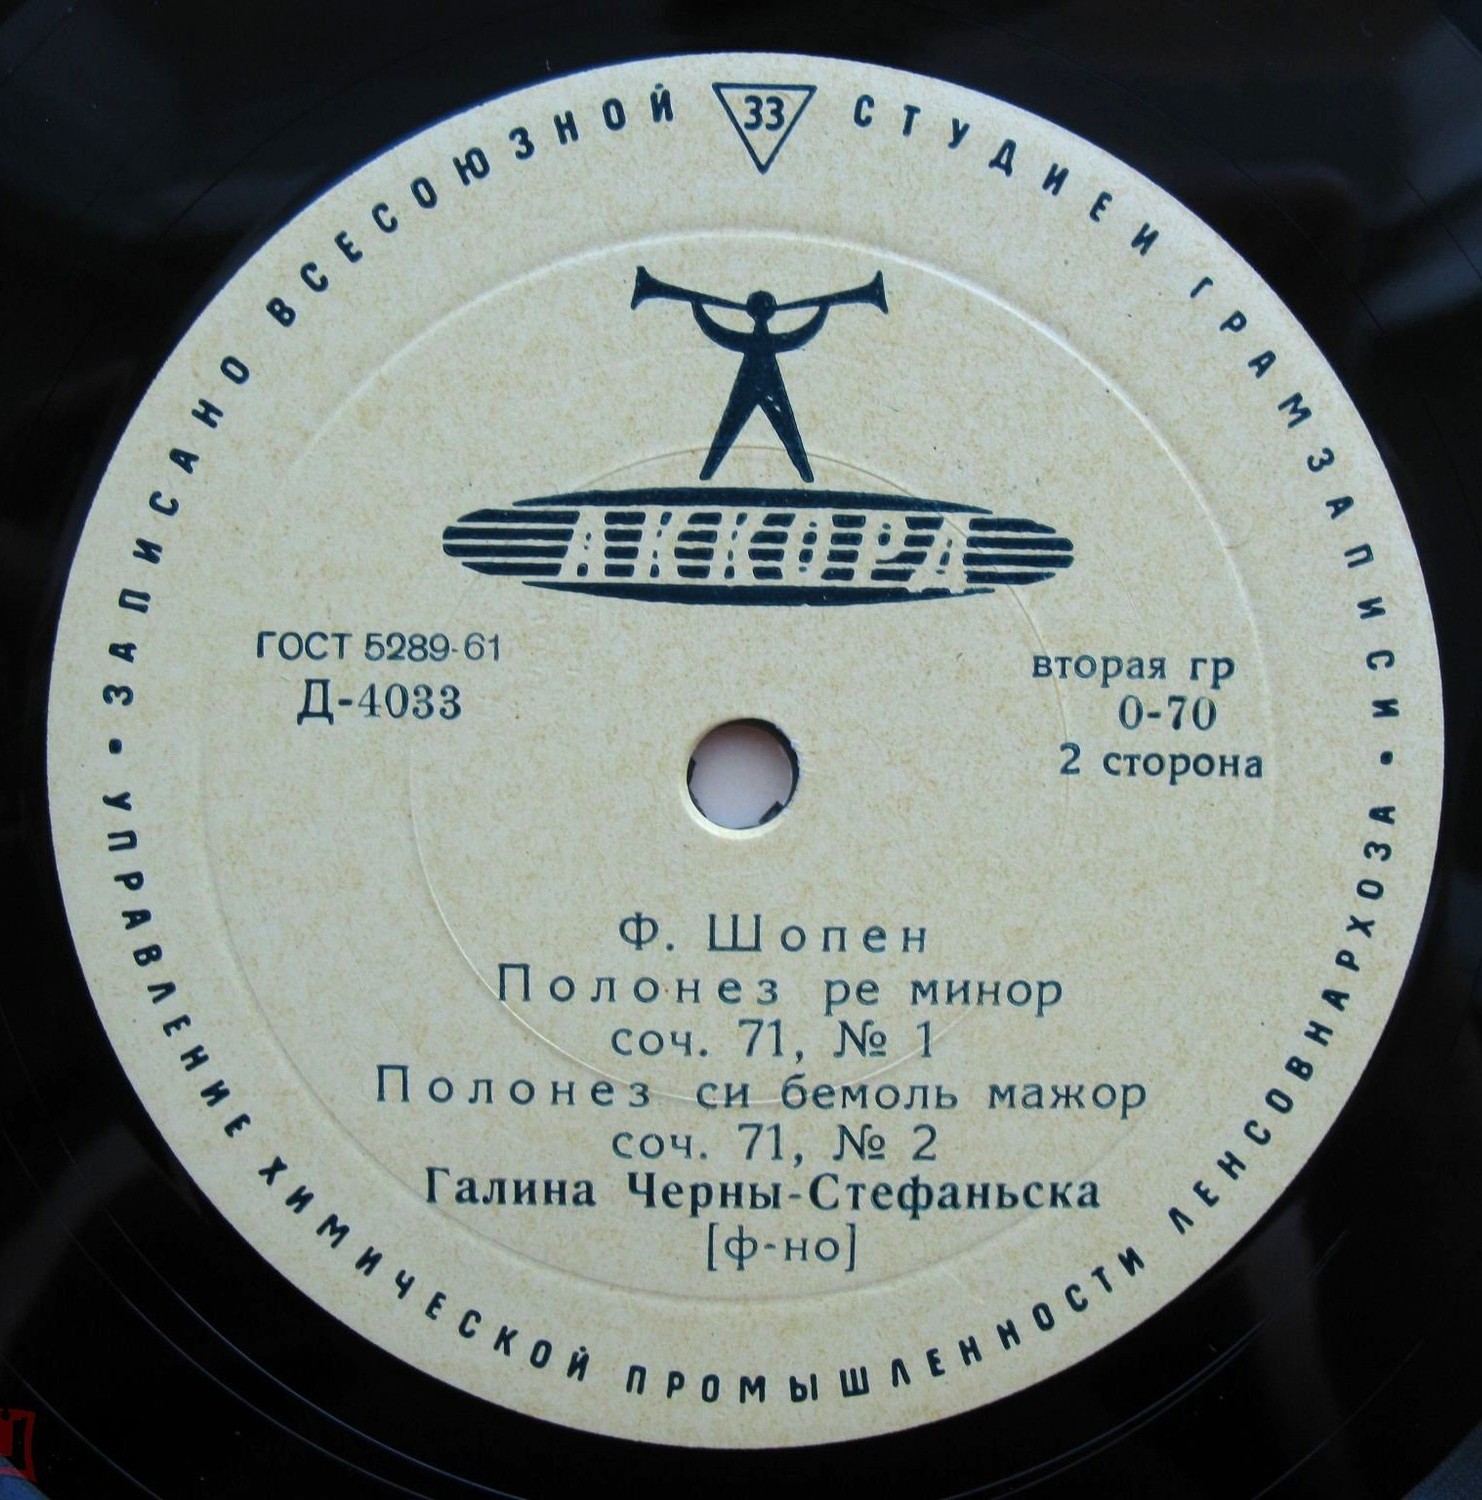 ЗАПИСАНО ВСЕСОЮЗНОЙ 33 СТУДИЕЙ ГРАМЗАПИСИ
АККОРД
ГОСТ 5289-61
Д-4033
вторая гр
0-70
2 сторона
Ф. Шопен
Полонез ре минор
соч. 71, № 1
Полонез си бемоль мажор
соч. 71, № 2
Галина Черны-Стефаньска
[ф-но]
• УПРАВЛЕНИЕ ХИМИЧЕСКОЙ ПРОМЫШЛЕННОСТИ ЛЕНСОВНАРХОЗА •